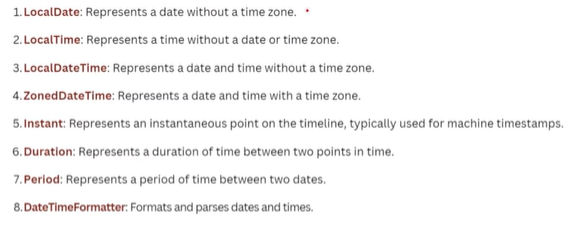 1. LocalDate: Represents a date without a time zone.
2. LocalTime: Represents a time without a date or time zone.
3. LocalDateTime: Represents a date and time without a time zone.
4. ZonedDateTime: Represents a date and time with a time zone.
5. Instant: Represents an instantaneous point on the timeline, typically used for machine timestamps.
6. Duration: Represents a duration of time between two points in time.
7. Period: Represents a period of time between two dates.
8. DateTimeFormatter: Formats and parses dates and times.